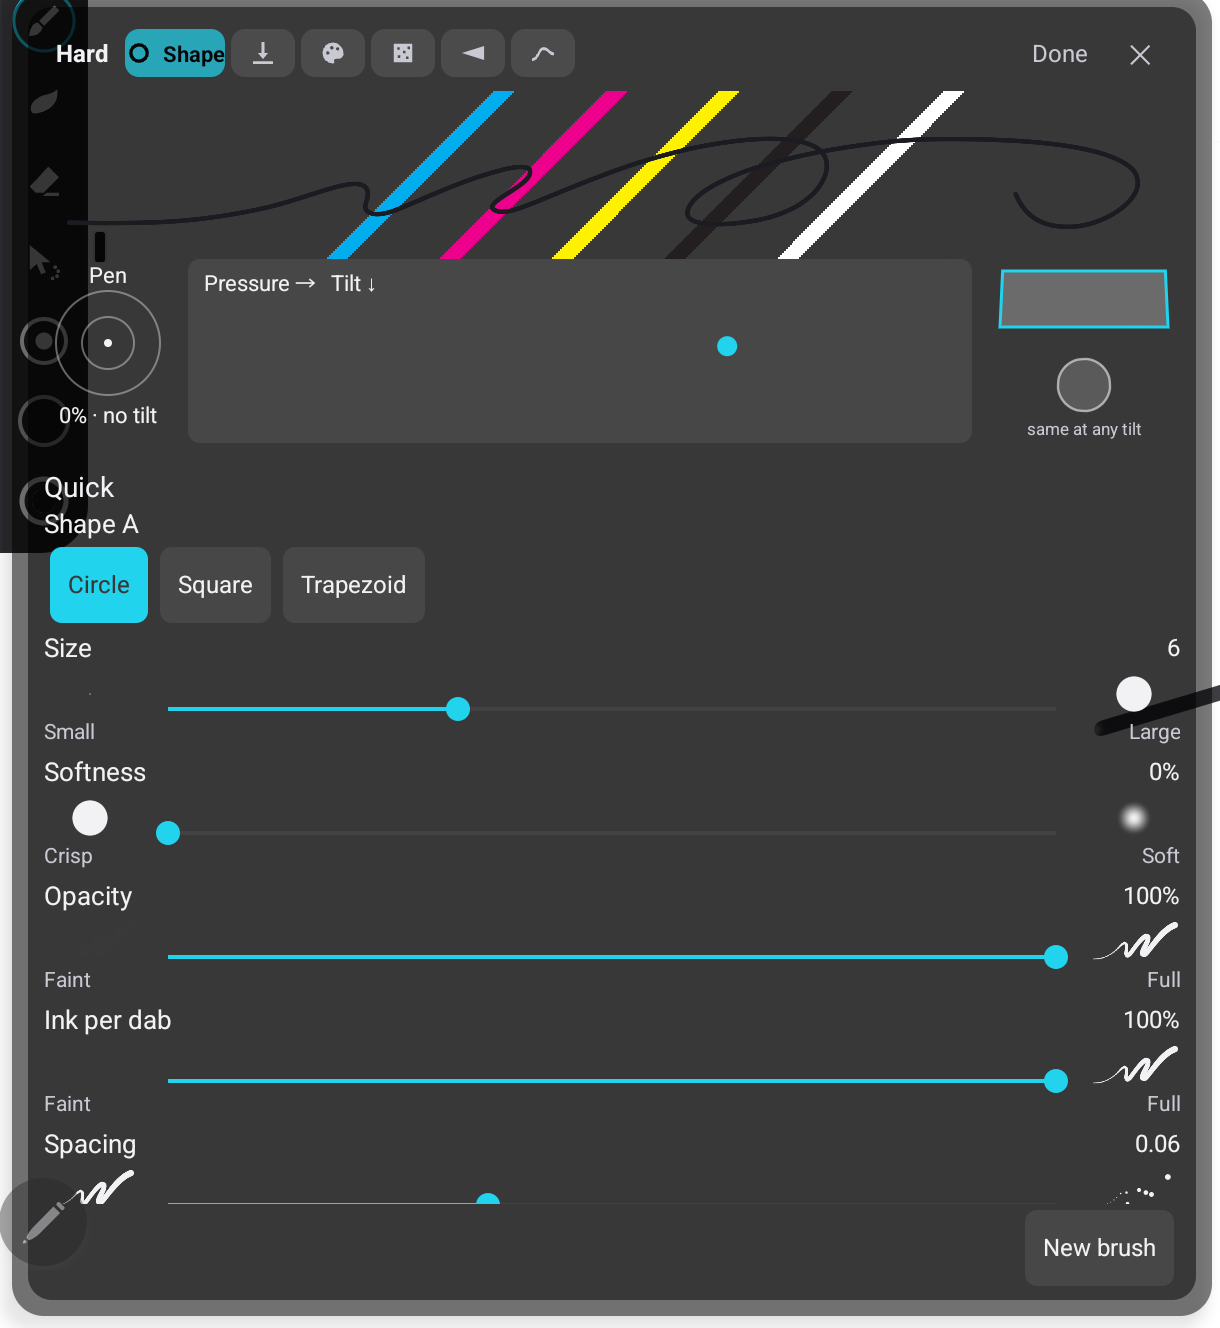 Hard Shape Done
Pen
Pressure → Tilt ↓
0% · no tilt
same at any tilt
Quick
Shape A
Circle Square Trapezoid
Size 6
Small Large
Softness 0%
Crisp Soft
Opacity 100%
Faint Full
Ink per dab 100%
Faint Full
Spacing 0.06
New brush